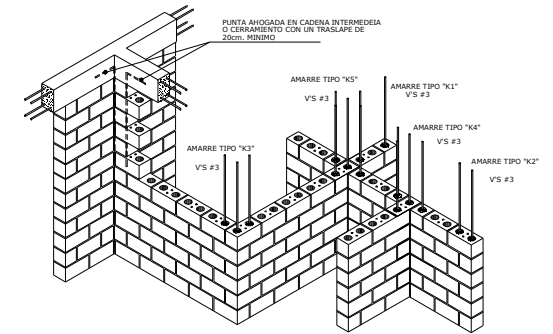 PUNTA AHOGADA EN CADENA INTERMEDEIA
O CERRAMIENTO CON UN TRASLAPE DE
20cm. MINIMO
AMARRE TIPO "K5"
V'S #3
AMARRE TIPO "K1"
V'S #3
AMARRE TIPO "K4"
V'S #3
AMARRE TIPO "K3"
V'S #3
AMARRE TIPO "K2"
V'S #3